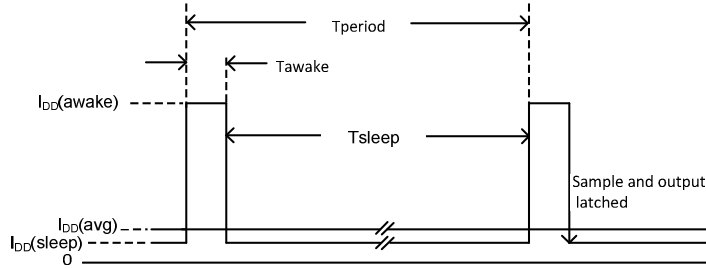 Tperiod
Tawake
IDD(awake)
Tsleep
Sample and output
latched
IDD(avg)
IDD(sleep)
0